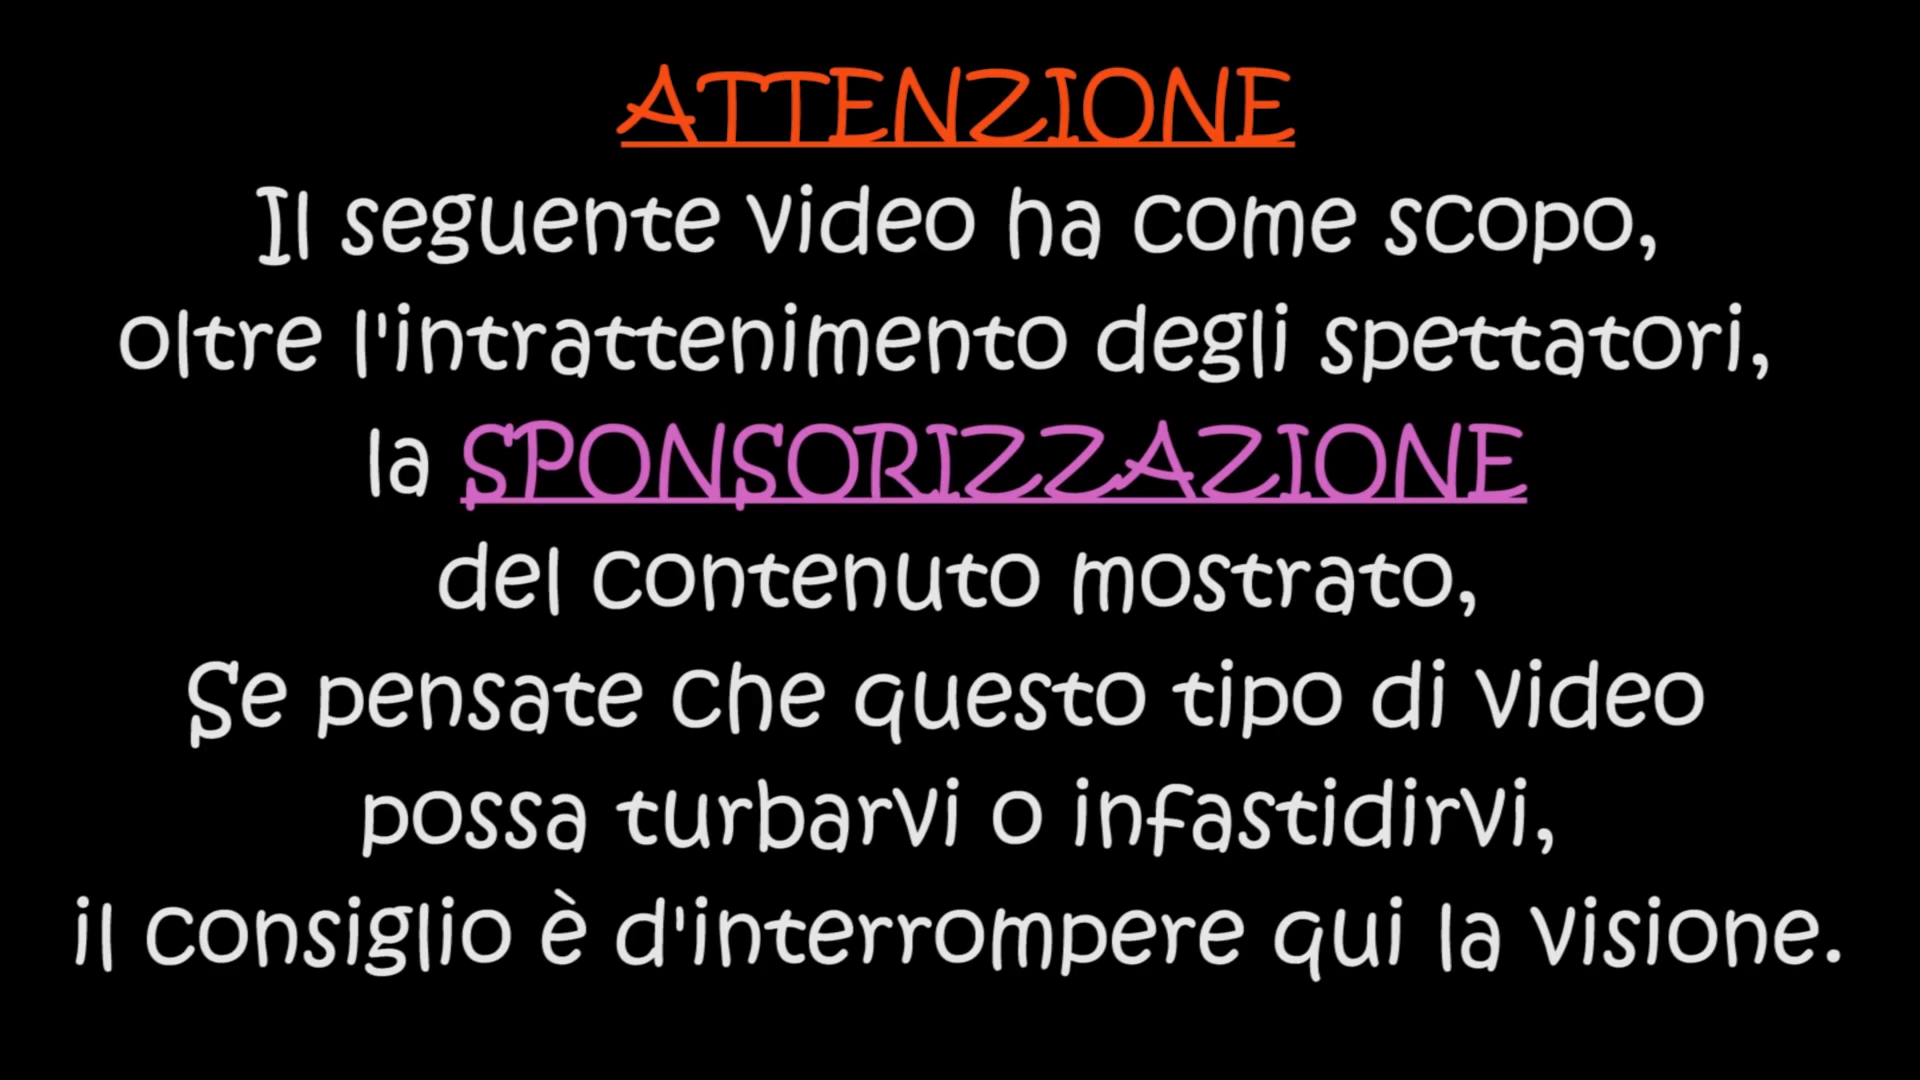 ATTENZIONE
Il seguente video ha come scopo,
oltre l'intrattenimento degli spettatori,
la SPONSORIZZAZIONE
del contenuto mostrato,
Se pensate che questo tipo di video
possa turbarvi o infastidirvi,
il consiglio è d'interrompere qui la visione.